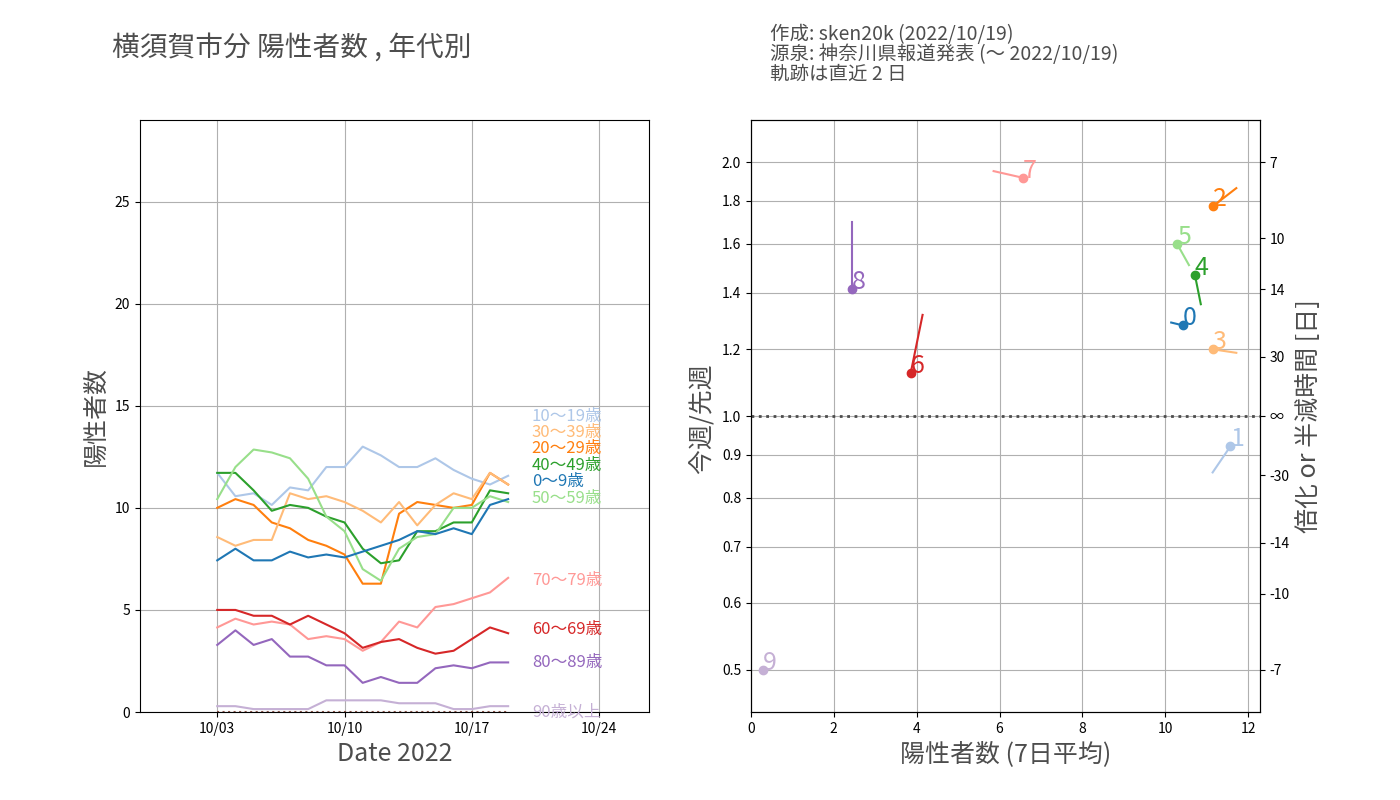 横須賀市分 陽性者数 , 年代別
作成: sken20k (2022/10/19)
源泉: 神奈川県報道発表 (〜 2022/10/19)
軌跡は直近 2 日
陽性者数
25
20
15
10
5
0
10〜19歳
30〜39歳
20〜29歳
40〜49歳
0〜9歳
50〜59歳
70〜79歳
60〜69歳
80〜89歳
90歳以上
10/03
10/10
10/17
10/24
Date 2022
今週/先週
2.0
1.8
1.6
1.4
1.2
1.0
0.9
0.8
0.7
0.6
0.5
7
2
5
4
8
0
3
6
1
9
7
10
14
30
∞
-30
-14
-10
-7
倍化 or 半減時間 [日]
0
2
4
6
8
10
12
陽性者数 (7日平均)